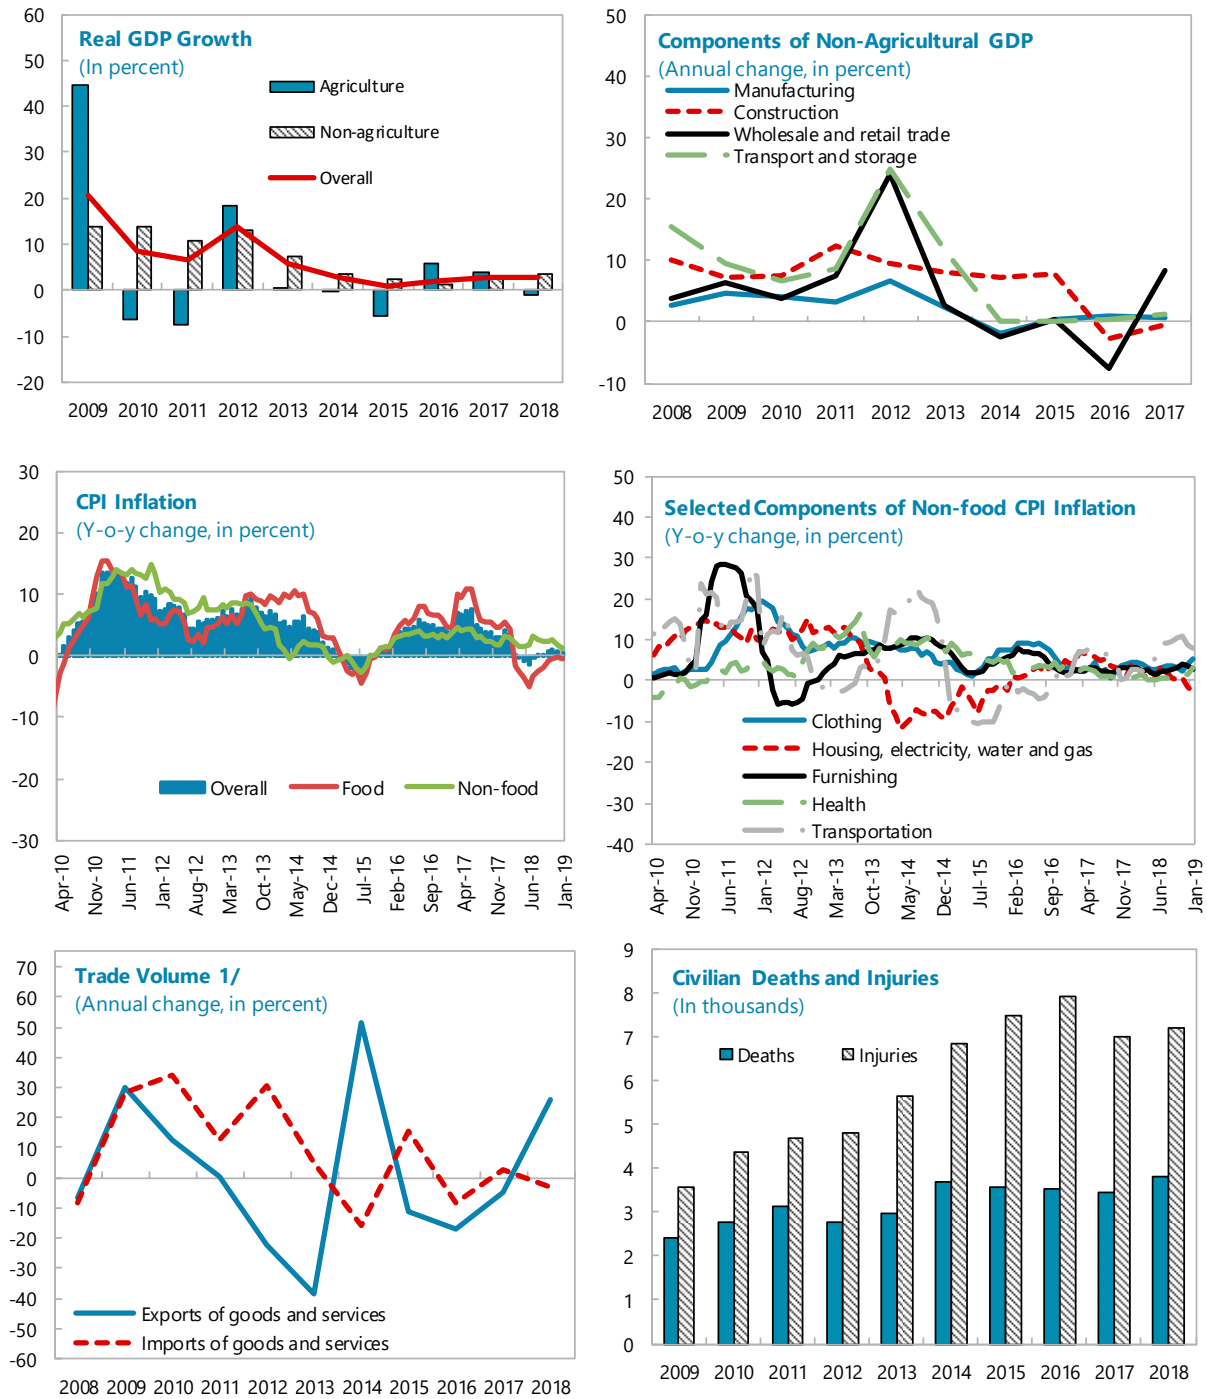 Real GDP Growth
(In percent)
60
50
40
30
20
10
0
-10
-20
Agriculture
Non-agriculture
Overall
2009 2010 2011 2012 2013 2014 2015 2016 2017 2018
Components of Non-Agricultural GDP
(Annual change, in percent)
50
40
30
20
10
0
-10
Manufacturing
Construction
Wholesale and retail trade
Transport and storage
2008 2009 2010 2011 2012 2013 2014 2015 2016 2017
CPI Inflation
(Y-o-y change, in percent)
30
20
10
0
-10
-20
-30
Overall Food Non-food
Apr-10 Nov-10 Jun-11 Jan-12 Aug-12 Mar-13 Oct-13 May-14 Dec-14 Jul-15 Feb-16 Sep-16 Apr-17 Nov-17 Jun-18 Jan-19
Selected Components of Non-food CPI Inflation
(Y-o-y change, in percent)
50
40
30
20
10
0
-10
-20
-30
-40
Clothing
Housing, electricity, water and gas
Furnishing
Health
Transportation
Apr-10 Nov-10 Jun-11 Jan-12 Aug-12 Mar-13 Oct-13 May-14 Dec-14 Jul-15 Feb-16 Sep-16 Apr-17 Nov-17 Jun-18 Jan-19
Trade Volume 1/
(Annual change, in percent)
70
60
50
40
30
20
10
0
-10
-20
-30
-40
-50
-60
Exports of goods and services
Imports of goods and services
2008 2009 2010 2011 2012 2013 2014 2015 2016 2017 2018
Civilian Deaths and Injuries
(In thousands)
9
8
7
6
5
4
3
2
1
0
Deaths Injuries
2009 2010 2011 2012 2013 2014 2015 2016 2017 2018